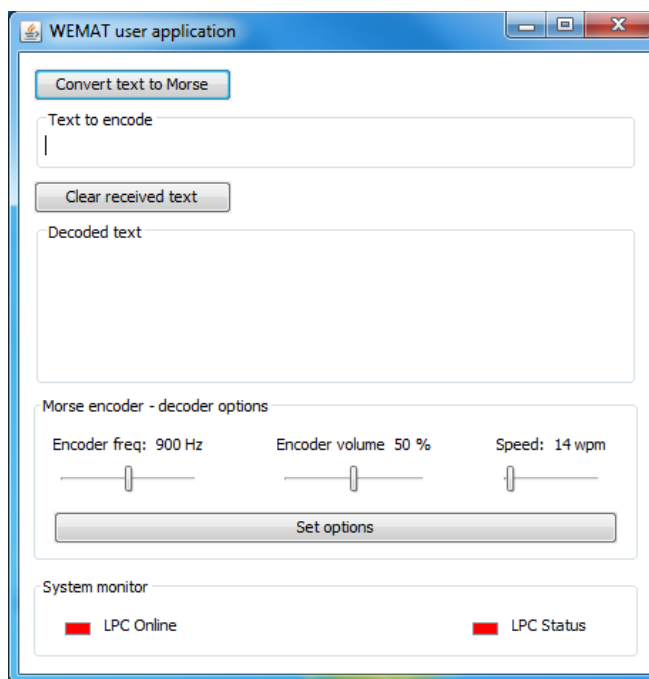 WEMAT user application
Convert text to Morse
Text to encode
Clear received text
Decoded text
Morse encoder - decoder options
Encoder freq: 900 Hz Encoder volume 50 % Speed: 14 wpm
Set options
System monitor
LPC Online LPC Status